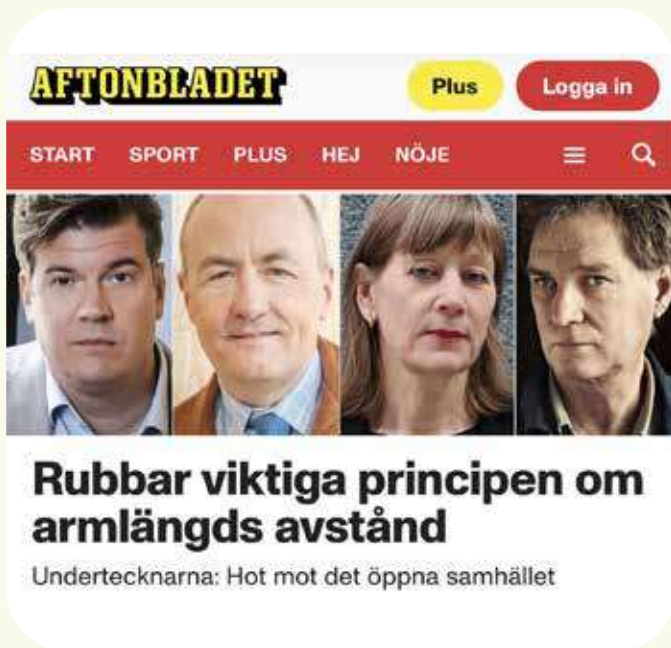 AFTONBLADET
Plus
Logga in
START SPORT PLUS HEJ NÖJE
Rubbar viktiga principen om
armlängds avstånd
Undertecknarna: Hot mot det öppna samhället